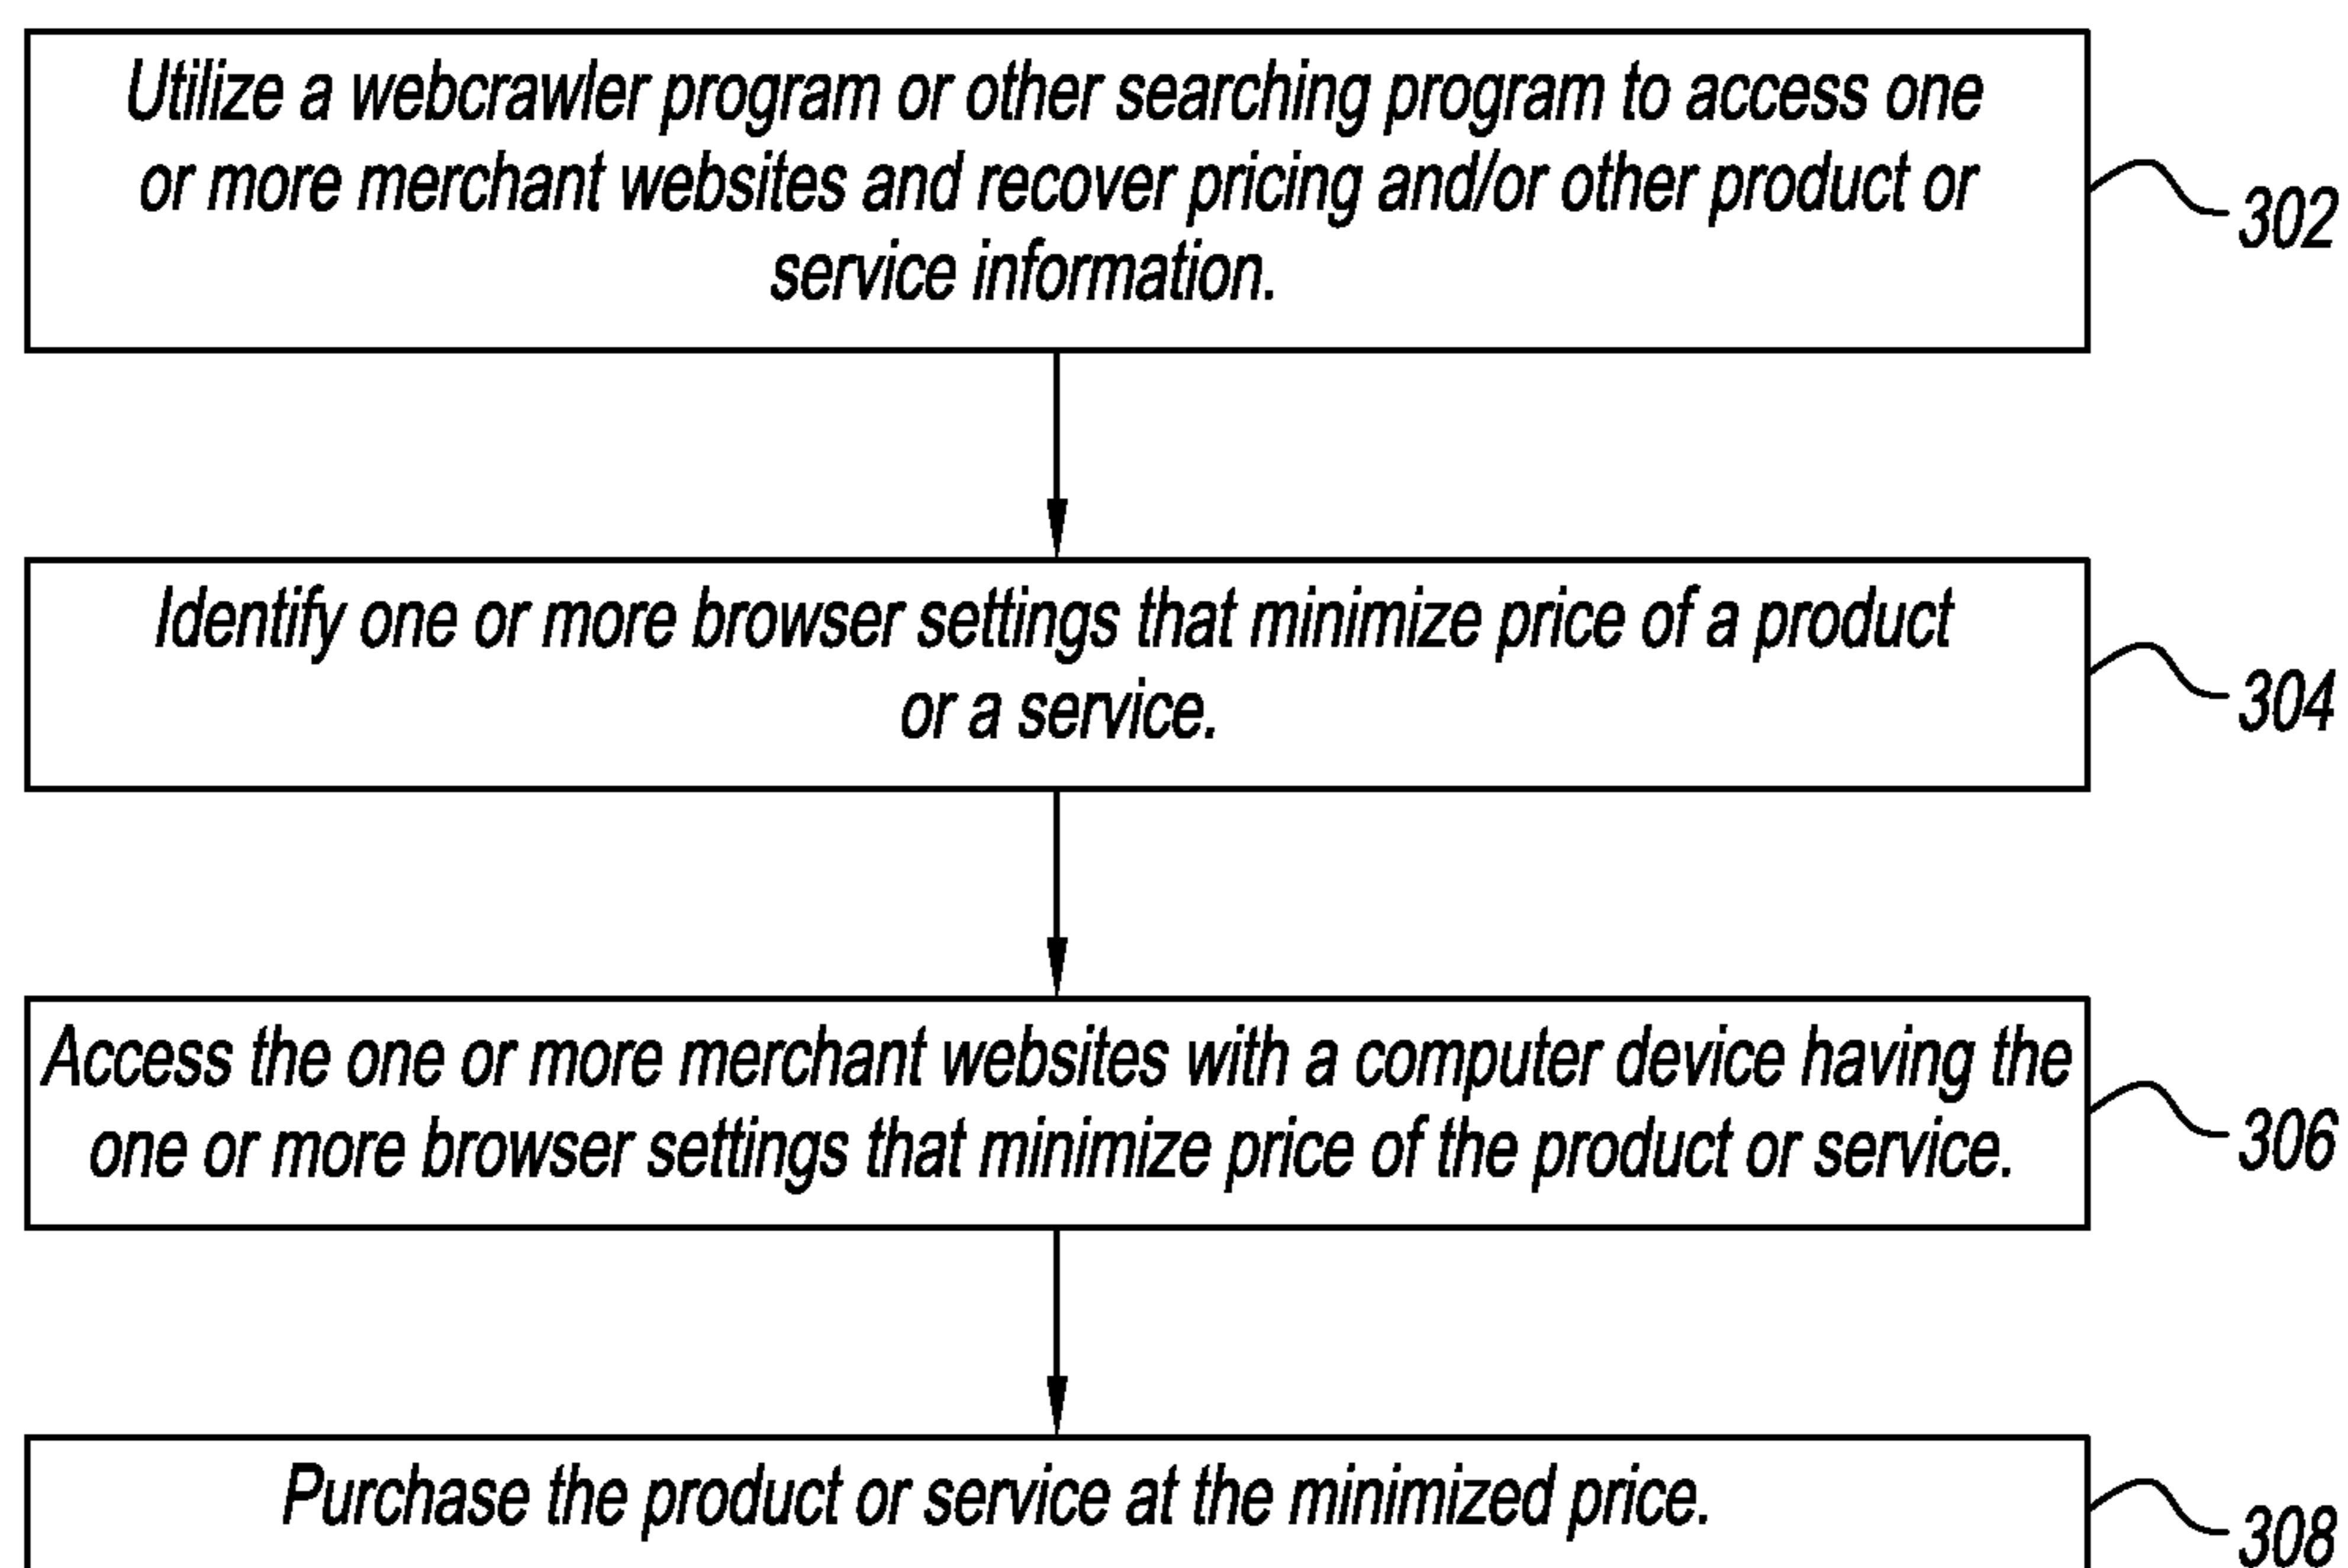 Utilize a webcrawler program or other searching program to access one
or more merchant websites and recover pricing and/or other product or
service information.
302
Identify one or more browser settings that minimize price of a product
or a service.
304
Access the one or more merchant websites with a computer device having the
one or more browser settings that minimize price of the product or service.
306
Purchase the product or service at the minimized price.
308